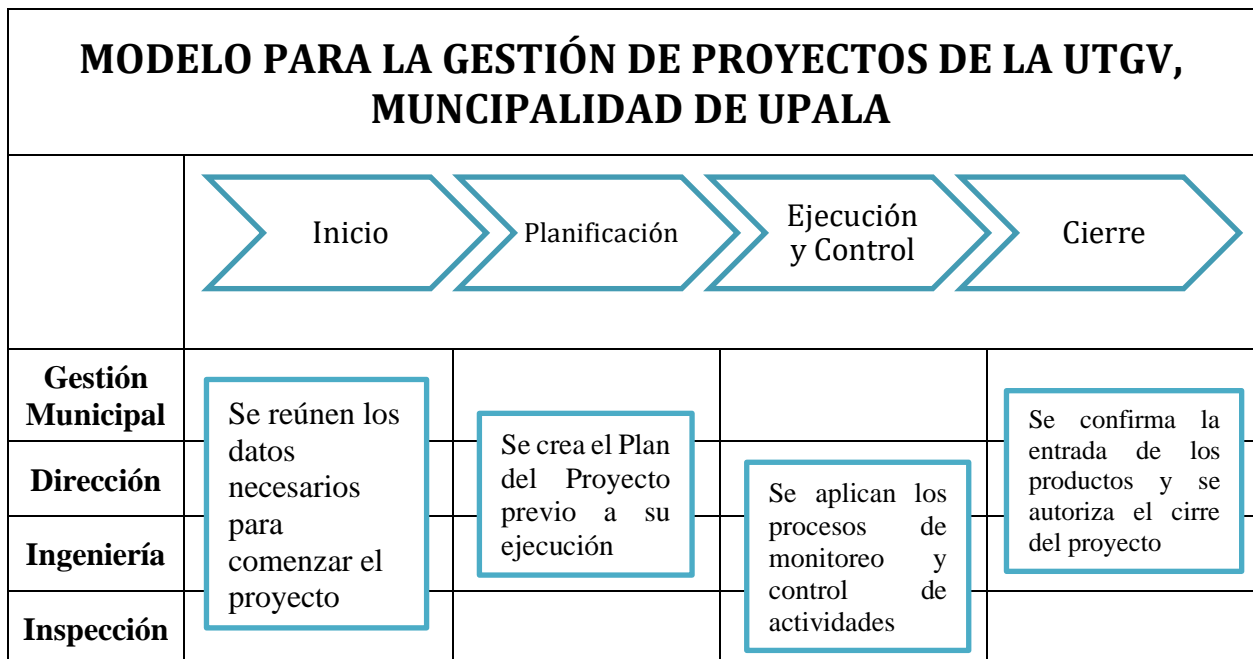 MODELO PARA LA GESTIÓN DE PROYECTOS DE LA UTGV,
MUNCIPALIDAD DE UPALA
Inicio
Planificación
Ejecución
y Control
Cierre
Gestión
Municipal
Dirección
Ingeniería
Inspección
Se reúnen los
datos
necesarios
para
comenzar el
proyecto
Se crea el Plan
del Proyecto
previo a su
ejecución
Se aplican los
procesos de
monitoreo y
control de
actividades
Se confirma la
entrada de los
productos y se
autoriza el cirre
del proyecto